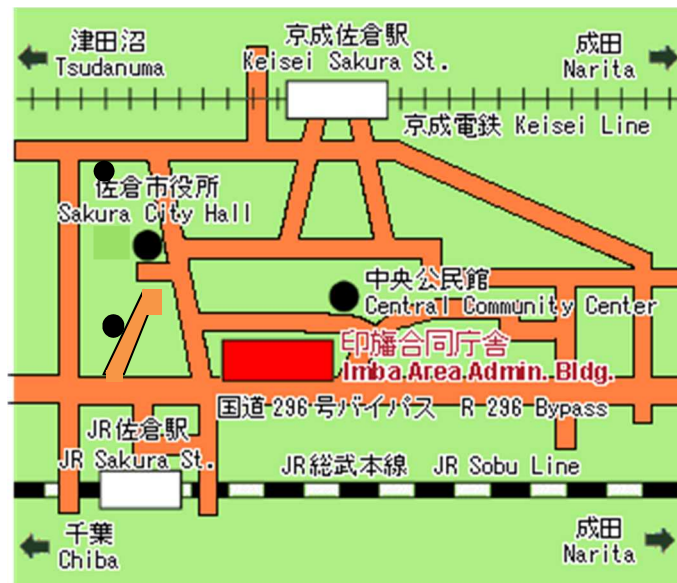 津田沼
Tsudanuma
京成佐倉駅
Keisei Sakura St.
成田
Narita
京成電鉄 Keisei Line
佐倉市役所
Sakura City Hall
中央公民館
Central Community Center
印旛合同庁舎
Imba Area Admin. Bldg.
国道296号バイパス R 296 Bypass
JR佐倉駅
JR Sakura St.
JR総武本線 JR Sobu Line
千葉
Chiba
成田
Narita